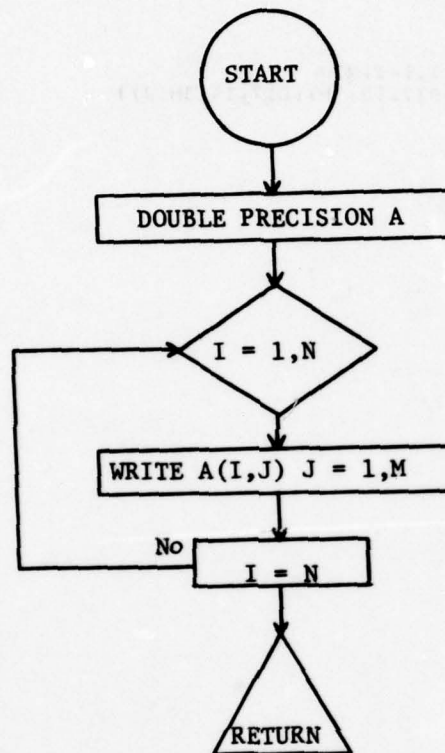 START
DOUBLE PRECISION A
I = 1,N
WRITE A(I,J) J = 1,M
No
I = N
RETURN